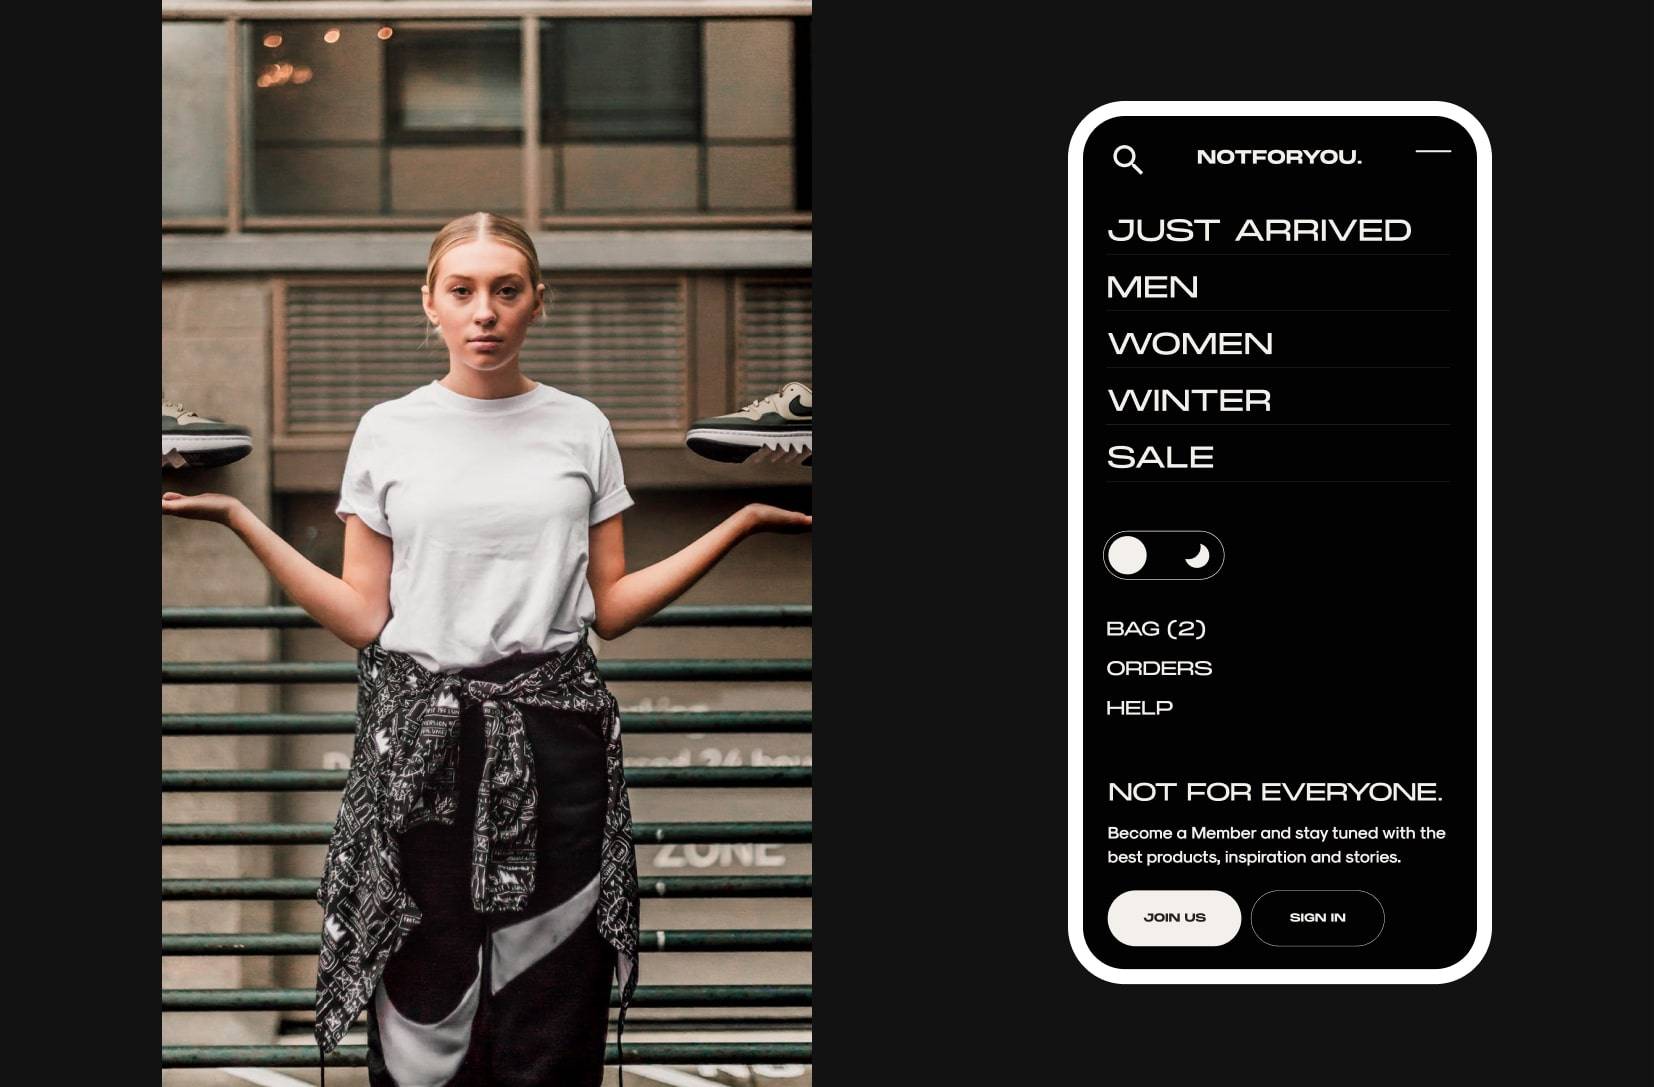 NOTFORYOU.
JUST ARRIVED
MEN
WOMEN
WINTER
SALE
BAG (2)
ORDERS
HELP
NOT FOR EVERYONE.
Become a Member and stay tuned with the
best products, inspiration and stories.
JOIN US
SIGN IN
ZONE